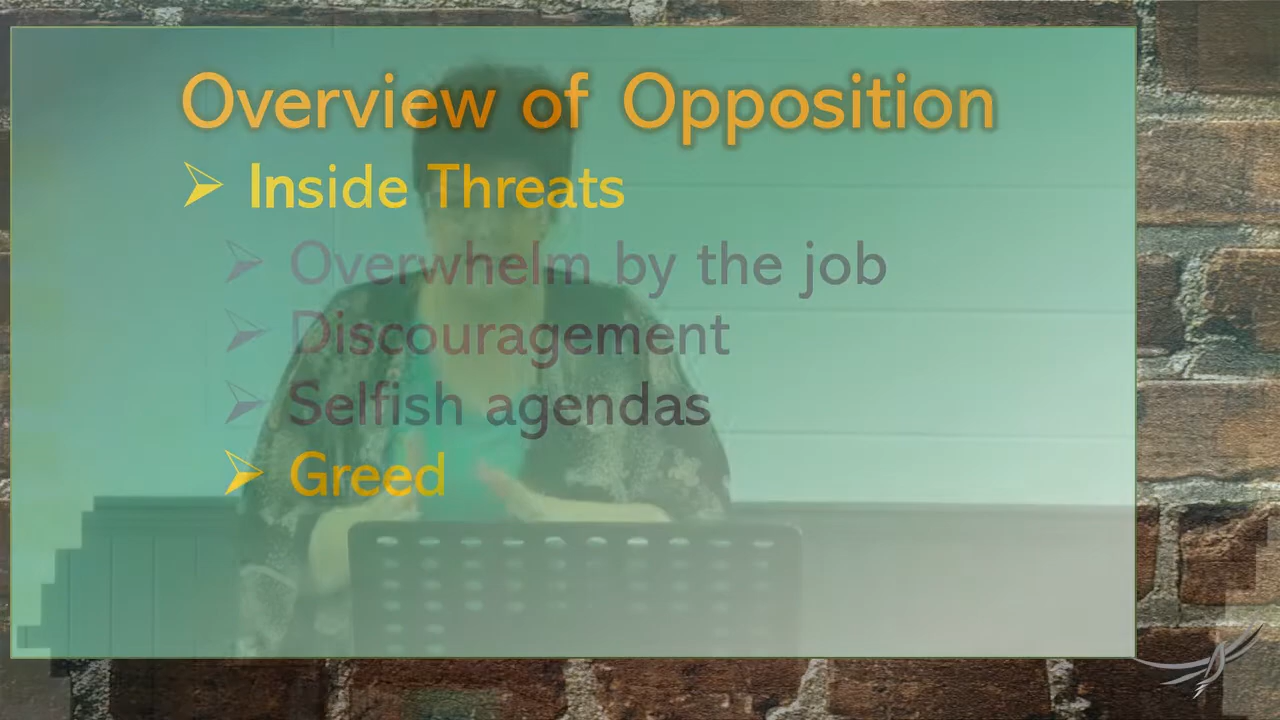 Overview of Opposition
Inside Threats
Overwhelm by the job
Discouragement
Selfish agendas
Greed